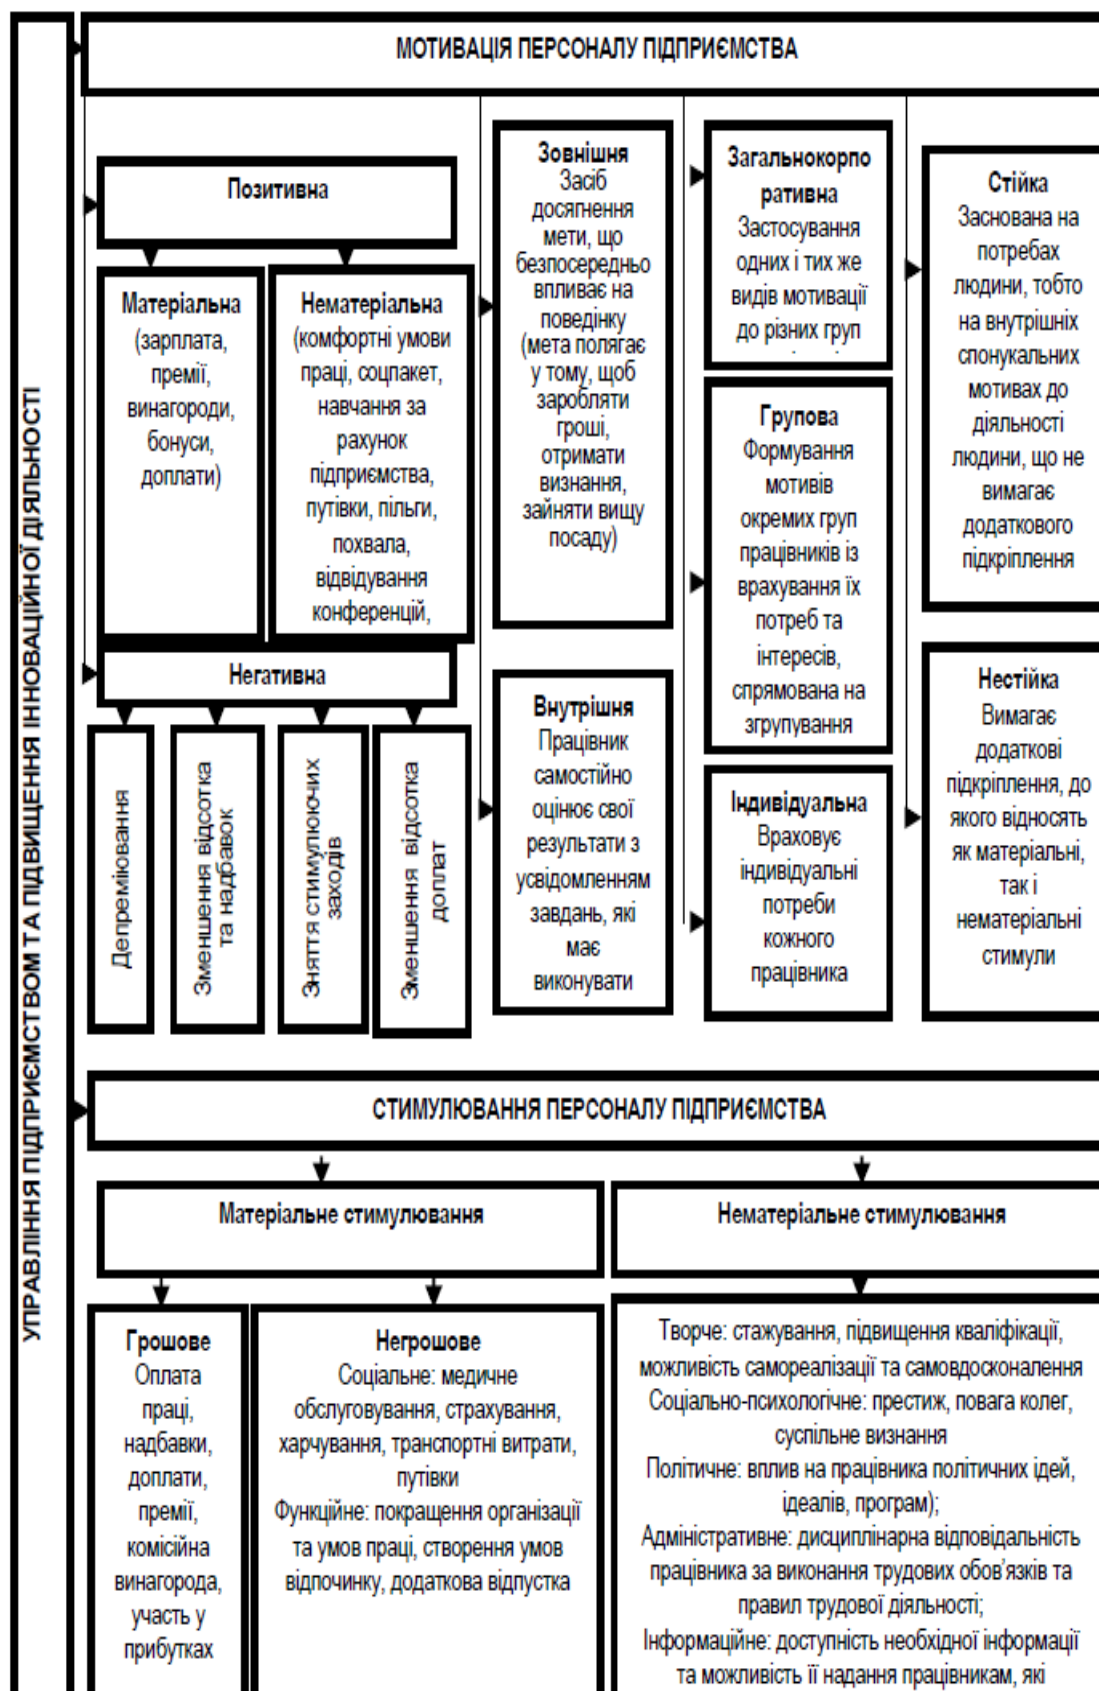 УПРАВЛІННЯ ПІДПРИЄМСТВОМ ТА ПІДВИЩЕННЯ ІННОВАЦІЙНОЇ ДІЯЛЬНОСТІ
МОТИВАЦІЯ ПЕРСОНАЛУ ПІДПРИЄМСТВА
Позитивна
Матеріальна
(зарплата,
премії,
винагороди,
бонуси,
доплати)
Нематеріальна
(комфортні умови
праці, соцпакет,
навчання за
рахунок
підприємства,
путівки, пільги,
похвала,
відвідування
конференцій,
Негативна
Депреміювання
Зменшення відсотка
та надбавок
Зняття стимулюючих
заходів
Зменшення відсотка
доплат
Зовнішня
Засіб
досягнення
мети, що
безпосередньо
впливає на
поведінку
(мета полягає
у тому, щоб
заробляти
гроші,
отримати
визнання,
зайняти вищу
посаду)
Внутрішня
Працівник
самостійно
оцінює свої
результати з
усвідомленням
завдань, які
має
виконувати
Загальнокорпо
ративна
Застосування
одних і тих же
видів мотивації
до різних груп
Групова
Формування
мотивів
окремих груп
працівників із
врахування їх
потреб та
інтересів,
спрямована на
згрупування
Індивідуальна
Враховує
індивідуальні
потреби
кожного
працівника
Стійка
Заснована на
потребах
людини, тобто
на внутрішніх
спонукальних
мотивах до
діяльності
людини, що не
вимагає
додаткового
підкріплення
Нестійка
Вимагає
додаткові
підкріплення, до
якого відносять
як матеріальні,
так і
нематеріальні
стимули
СТИМУЛЮВАННЯ ПЕРСОНАЛУ ПІДПРИЄМСТВА
Матеріальне стимулювання
Грошове
Оплата
праці,
надбавки,
доплати,
премії,
комісійна
винагорода,
участь у
прибутках
Негрошове
Соціальне: медичне
обслуговування, страхування,
харчування, транспортні витрати,
путівки
Функційне: покращення організації
та умов праці, створення умов
відпочинку, додаткова відпустка
Нематеріальне стимулювання
Творче: стажування, підвищення кваліфікації,
можливість самореалізації та самовдосконалення
Соціально-психологічне: престиж, повага колег,
суспільне визнання
Політичне: вплив на працівника політичних ідей,
ідеалів, програм);
Адміністративне: дисциплінарна відповідальність
працівника за виконання трудових обов’язків та
правил трудової діяльності;
Інформаційне: доступність необхідної інформації
та можливість її надання працівникам, які